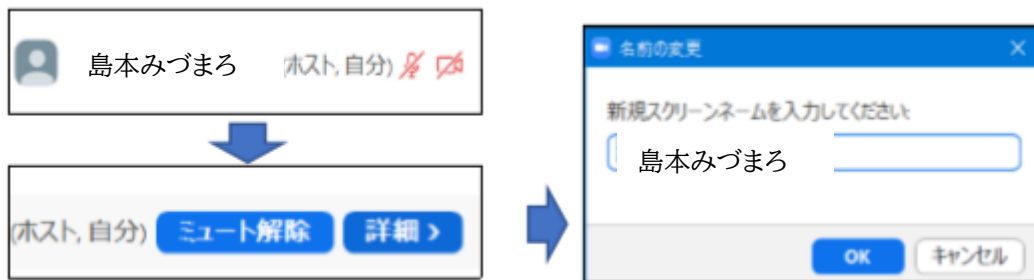 島本みづまろ (ホスト, 自分)
(ホスト, 自分) ミュート解除 詳細 >
名前の変更
新規スクリーンネームを入力してください:
島本みづまろ
OK キャンセル